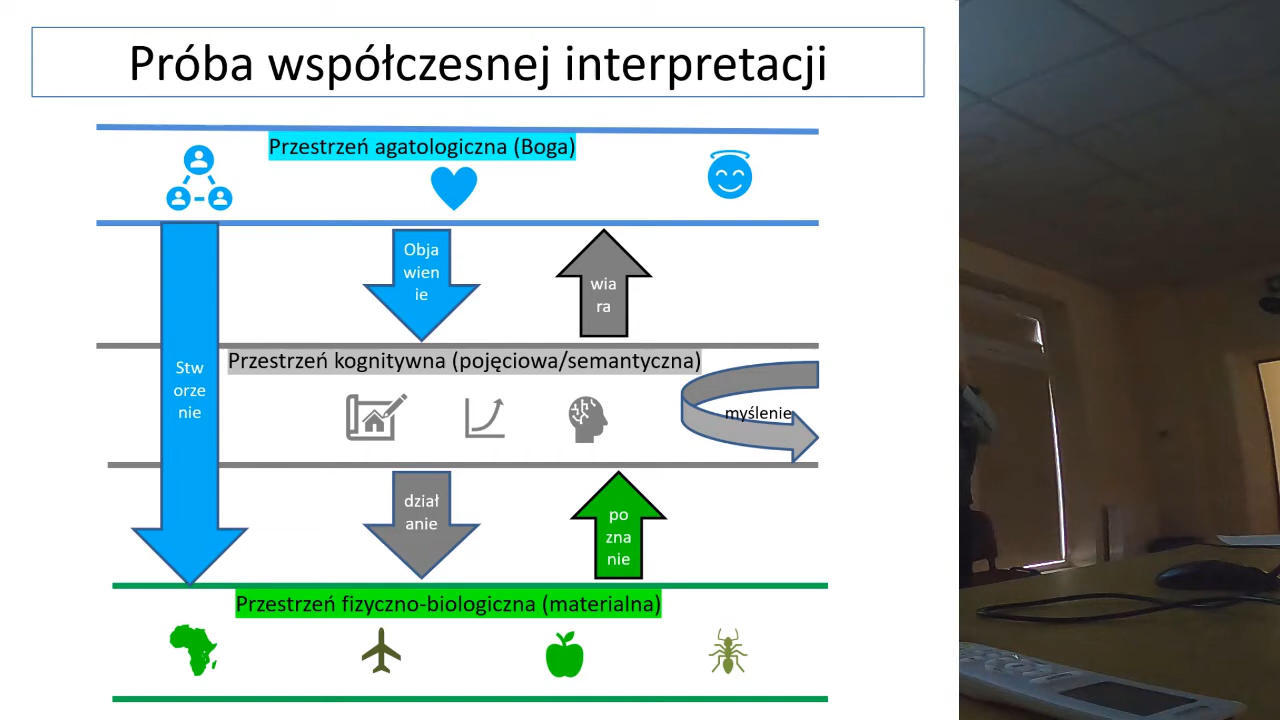 Próba współczesnej interpretacji
Przestrzeń agatologiczna (Boga)
Obja
wien
ie
wia
ra
Przestrzeń kognitywna (pojęciowa/semantyczna)
Stw
orze
nie
myślenie
dział
anie
po
zna
nie
Przestrzeń fizyczno-biologiczna (materialna)